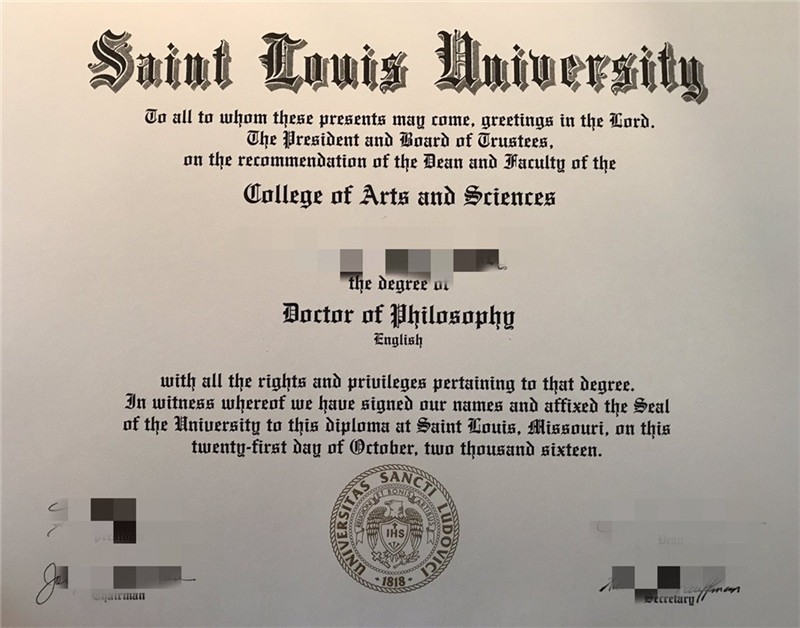 Saint Louis University
To all to whom these presents may come, greetings in the Lord.
The President and Board of Trustees,
on the recommendation of the Dean and Faculty of the
College of Arts and Sciences
the degree of
Doctor of Philosophy
English
with all the rights and privileges pertaining to that degree.
In witness whereof we have signed our names and affixed the Seal
of the University to this diploma at Saint Louis, Missouri, on this
twenty-first day of October, two thousand sixteen.
UNIVERSITAS SANCTI LUDOVICI
IHS
1818
Dean
Chairman
Secretary